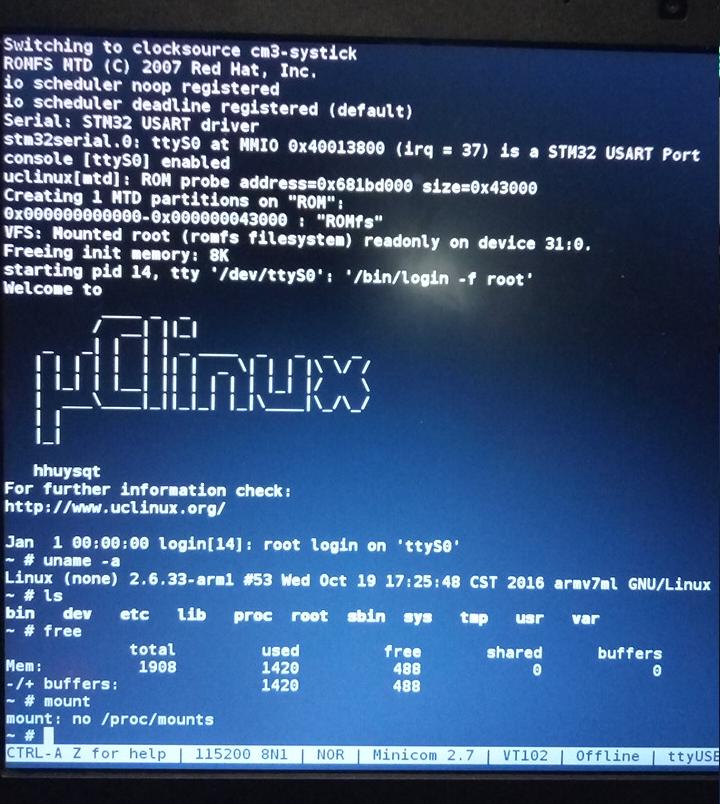 Switching to clocksource cm3-systick
ROMFS MTD (C) 2007 Red Hat, Inc.
io scheduler noop registered
io scheduler deadline registered (default)
Serial: STM32 USART driver
stm32serial.0: ttyS0 at MMIO 0x40013800 (irq = 37) is a STM32 USART Port
console [ttyS0] enabled
uclinux[mtd]: ROM probe address=0x681bd000 size=0x43000
Creating 1 MTD partitions on "ROM":
0x000000000000-0x000000043000 : "ROMfs"
VFS: Mounted root (romfs filesystem) readonly on device 31:0.
Freeing init memory: 8K
starting pid 14, tty '/dev/ttyS0': '/bin/login -f root'
Welcome to
μClinux
hhuysqt
For further information check:
http://www.uclinux.org/
Jan  1 00:00:00 login[14]: root login on 'ttyS0'
~ # uname -a
Linux (none) 2.6.33-arm1 #53 Wed Oct 19 17:25:48 CST 2016 armv7ml GNU/Linux
~ # ls
bin dev etc lib proc root sbin sys tmp usr var
~ # free
total used free shared buffers
Mem: 1908 1420 488 0 0
-/+ buffers: 1420 488
~ # mount
mount: no /proc/mounts
~ #
CTRL-A Z for help | 115200 8N1 | NOR | Minicom 2.7 | VT102 | Offline | ttyUSB